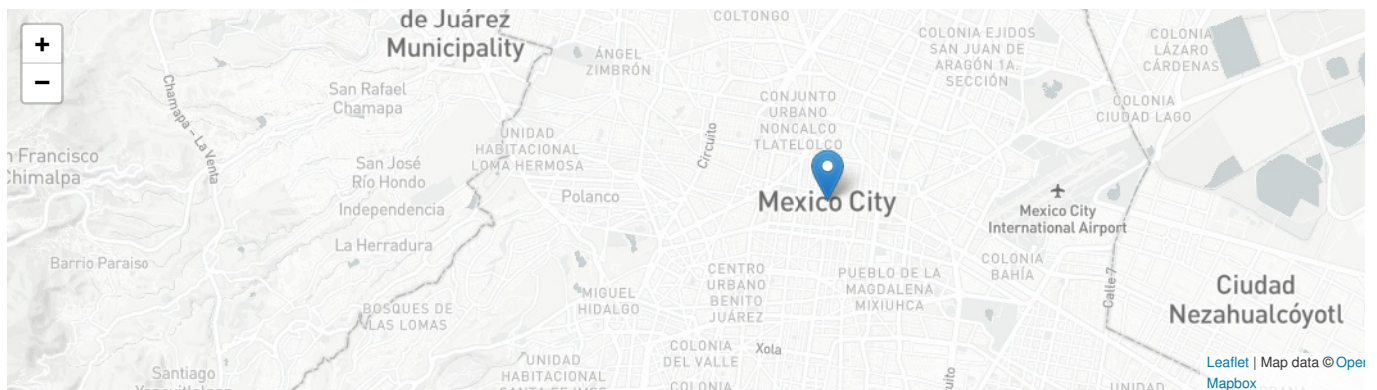 +
−
de Juárez
Municipality
COLTONGO
ÁNGEL
ZIMBRÓN
COLONIA EJIDOS
SAN JUAN DE
ARAGÓN 1A.
SECCIÓN
COLONIA
LÁZARO
CÁRDENAS
San Rafael
Chamapa
Chamapa - La Venta
CONJUNTO
URBANO
NONOALCO
TLATELOLCO
COLONIA
CIUDAD LAGO
UNIDAD
HABITACIONAL
LOMA HERMOSA
Circuito
n Francisco
Chimalpa
San José
Río Hondo
Polanco
Independencia
Mexico City
Mexico City
International Airport
La Herradura
Barrio Paraiso
COLONIA
BAHÍA
CENTRO
URBANO
BENITO
JUÁREZ
PUEBLO DE LA
MAGDALENA
MIXIUHCA
Calle 7
Ciudad
Nezahualcóyotl
MIGUEL
HIDALGO
BOSQUES DE
LAS LOMAS
COLONIA
DEL VALLE
Xola
UNIDAD
HABITACIONAL
Santiago
COLONIA
uito
UNIDAD
Leaflet | Map data © Open
Mapbox